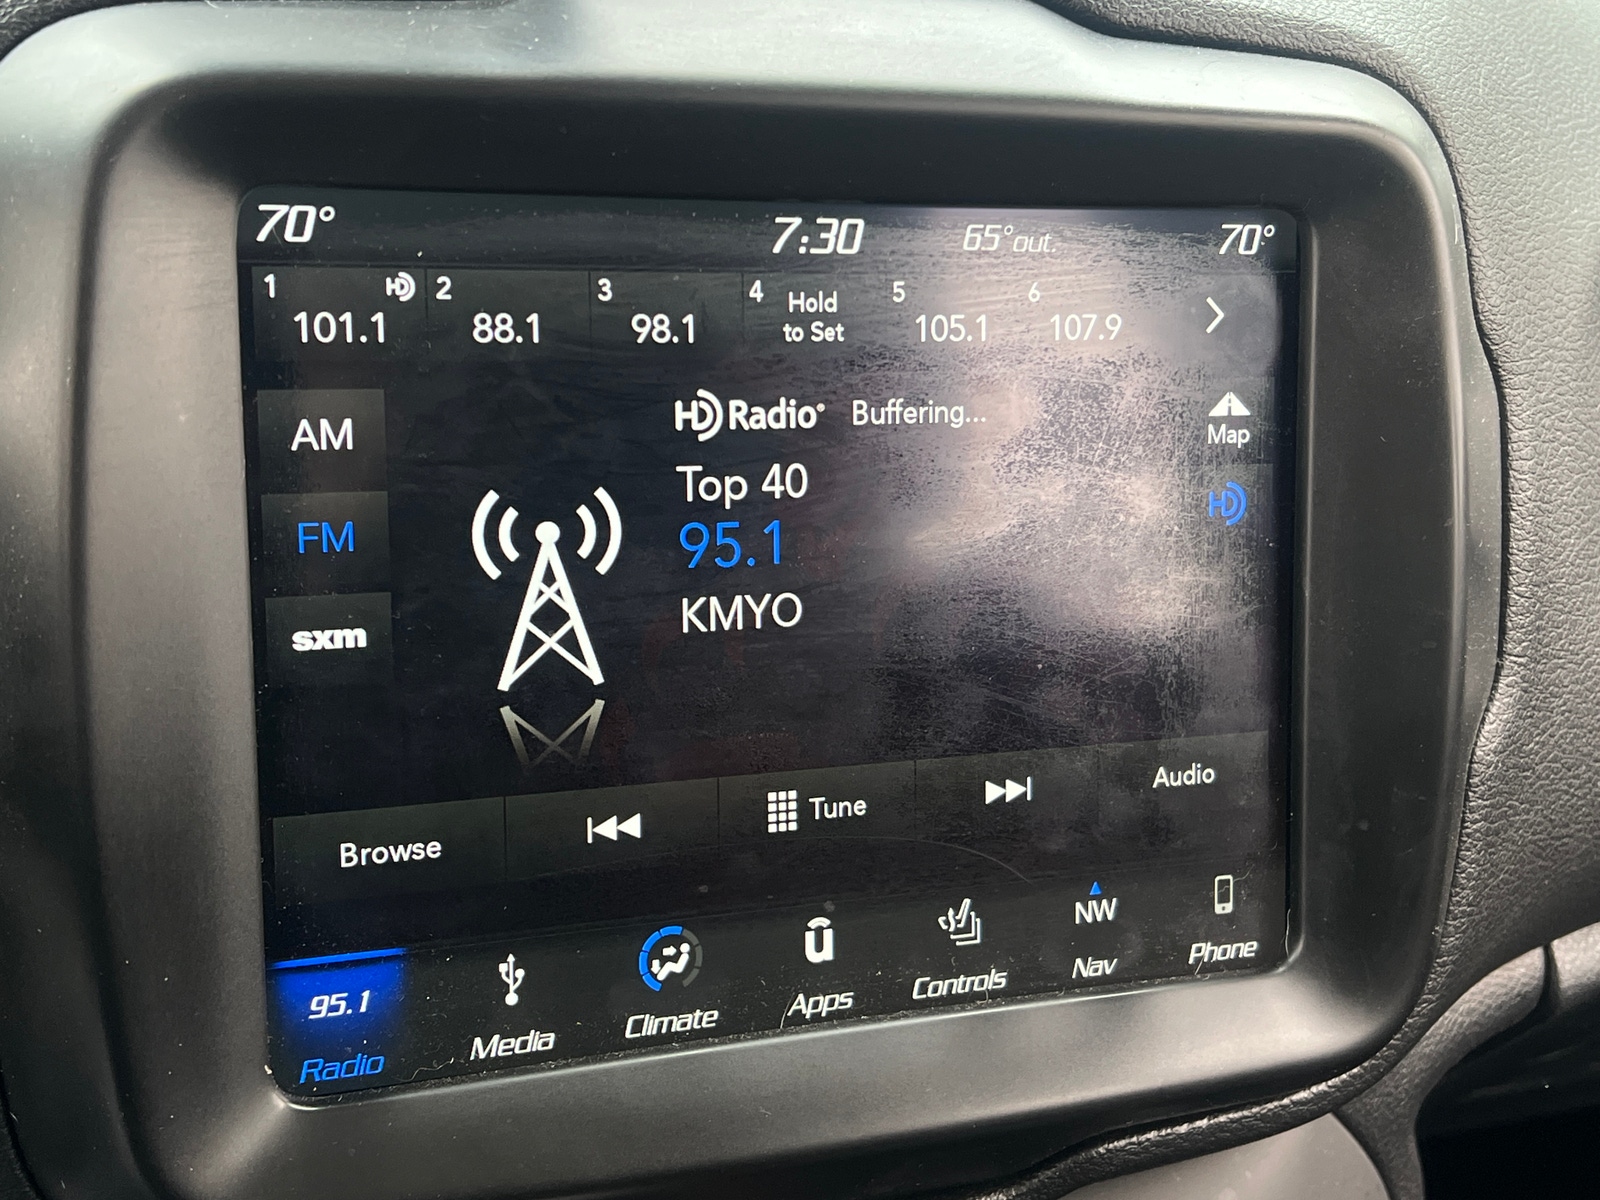 70° 7:30 65° out. 70°
1 HD 2 3 4 Hold 5 6
101.1 88.1 98.1 to Set 105.1 107.9
AM HD Radio® Buffering... Map
Top 40 HD
FM 95.1
sxm KMYO
Browse Tune Audio
95.1 u NW
Radio Media Climate Apps Controls Nav Phone